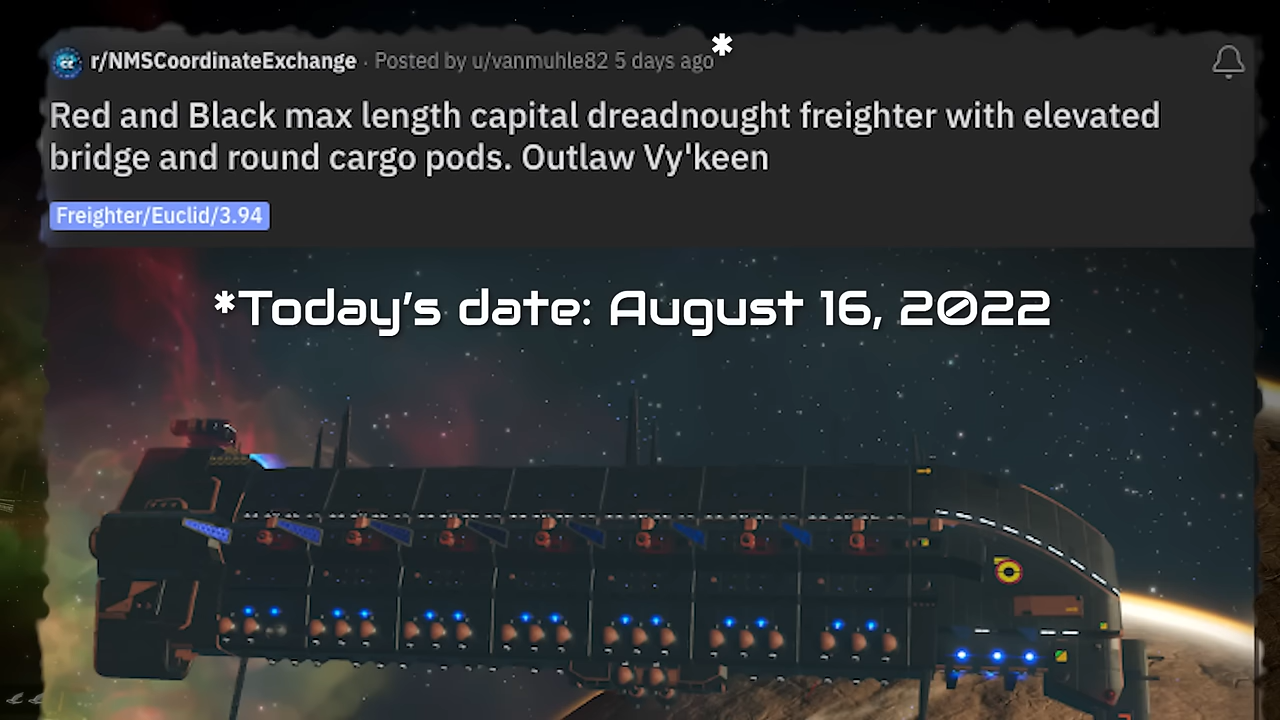 r/NMSCoordinateExchange · Posted by u/vanmuhle82 5 days ago*
Red and Black max length capital dreadnought freighter with elevated
bridge and round cargo pods. Outlaw Vy'keen
Freighter/Euclid/3.94
*Today's date: August 16, 2022